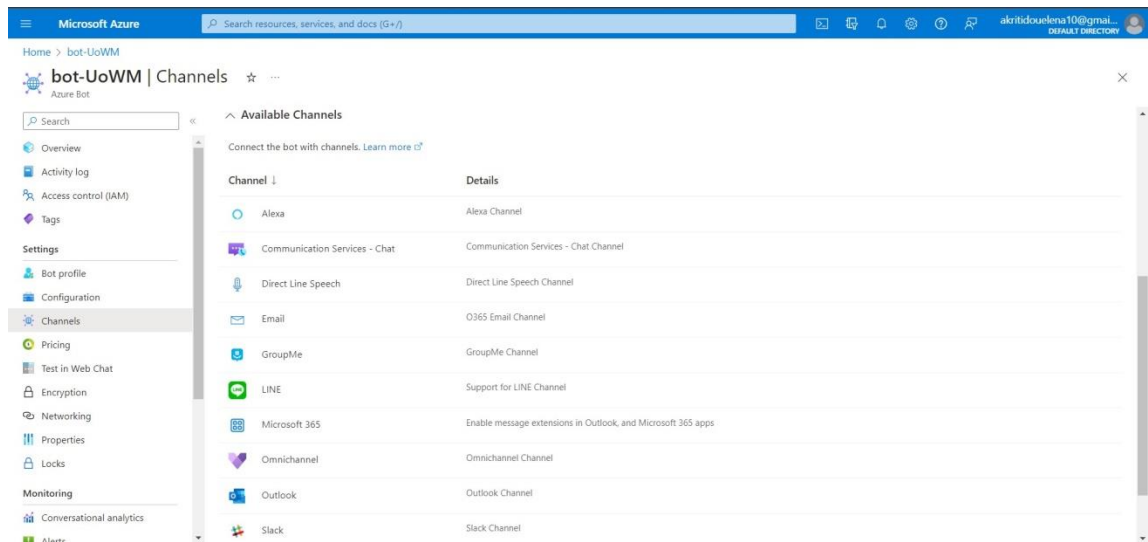 Microsoft Azure
Search resources, services, and docs (G+/)
akritidouelena10@gmai...
DEFAULT DIRECTORY
Home > bot-UoWM
bot-UoWM | Channels
Azure Bot
Search
Overview
Activity log
Access control (IAM)
Tags
Settings
Bot profile
Configuration
Channels
Pricing
Test in Web Chat
Encryption
Networking
Properties
Locks
Monitoring
Conversational analytics
Alerts
Available Channels
Connect the bot with channels. Learn more
Channel ↓ Details
Alexa Alexa Channel
Communication Services - Chat Communication Services - Chat Channel
Direct Line Speech Direct Line Speech Channel
Email O365 Email Channel
GroupMe GroupMe Channel
LINE Support for LINE Channel
Microsoft 365 Enable message extensions in Outlook, and Microsoft 365 apps
Omnichannel Omnichannel Channel
Outlook Outlook Channel
Slack Slack Channel